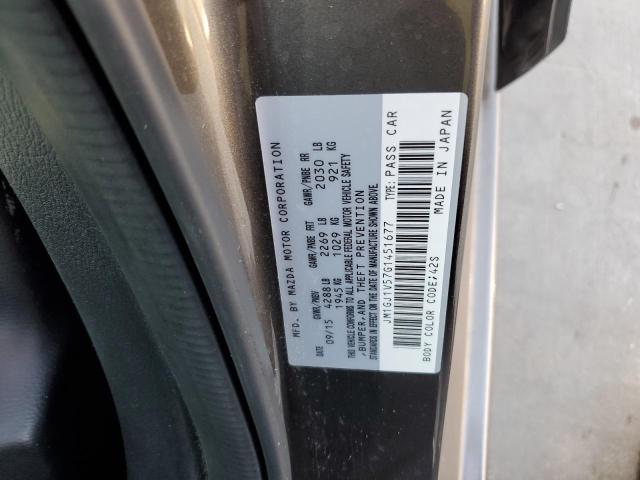 MFD. BY MAZDA MOTOR CORPORATION
DATE GVWR/PNBV GAWR/PNBE FRT GAWR/PNBE RR
09/15 4288 LB 2269 LB 2030 LB
1945 KG 1029 KG 921 KG
THIS VEHICLE CONFORMS TO ALL APPLICABLE FEDERAL MOTOR VEHICLE SAFETY
,BUMPER,AND THEFT PREVENTION
STANDARDS IN EFFECT ON THE DATE OF MANUFACTURE SHOWN ABOVE.
JM1GJ1V57G1451677 TYPE: PASS CAR
BODY COLOR CODE;42S MADE IN JAPAN